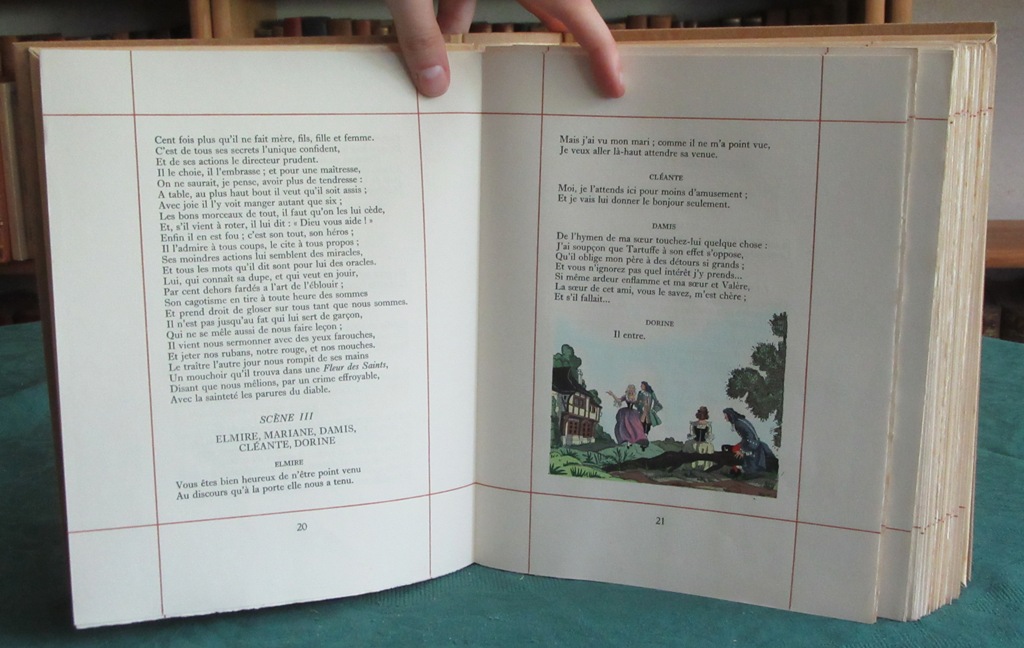 Cent fois plus qu'il ne fait mère, fils, fille et femme.
C'est de tous ses secrets l'unique confident,
Et de ses actions le directeur prudent.
Il le choie, il l'embrasse ; et pour une maîtresse,
On ne saurait, je pense, avoir plus de tendresse :
A table, au plus haut bout il veut qu'il soit assis ;
Avec joie il l'y voit manger autant que six ;
Les bons morceaux de tout, il faut qu'on les lui cède,
Et, s'il vient à roter, il lui dit : « Dieu vous aide ! »
Enfin il en est fou ; c'est son tout, son héros ;
Il l'admire à tous coups, le cite à tous propos ;
Ses moindres actions lui semblent des miracles,
Et tous les mots qu'il dit sont pour lui des oracles.
Lui, qui connaît sa dupe, et qui veut en jouir,
Par cent dehors fardés a l'art de l'éblouir ;
Son cagotisme en tire à toute heure des sommes
Et prend droit de gloser sur tous tant que nous sommes.
Il n'est pas jusqu'au fat qui lui sert de garçon,
Qui ne se mêle aussi de nous faire leçon ;
Il vient nous sermonner avec des yeux farouches,
Et jeter nos rubans, notre rouge, et nos mouches.
Le traître l'autre jour nous rompit de ses mains
Un mouchoir qu'il trouva dans une Fleur des Saints,
Disant que nous mêlions, par un crime effroyable,
Avec la sainteté les parures du diable.
SCÈNE III
ELMIRE, MARIANE, DAMIS,
CLÉANTE, DORINE
ELMIRE
Vous êtes bien heureux de n'être point venu
Au discours qu'à la porte elle nous a tenu.
20
Mais j'ai vu mon mari ; comme il ne m'a point vue,
Je veux aller là-haut attendre sa venue.
CLÉANTE
Moi, je l'attends ici pour moins d'amusement ;
Et je vais lui donner le bonjour seulement.
DAMIS
De l'hymen de ma sœur touchez-lui quelque chose :
J'ai soupçon que Tartuffe à son effet s'oppose,
Qu'il oblige mon père à des détours si grands ;
Et vous n'ignorez pas quel intérêt j'y prends...
Si même ardeur enflamme et ma sœur et Valère,
La sœur de cet ami, vous le savez, m'est chère ;
Et s'il fallait...
DORINE
Il entre.
21